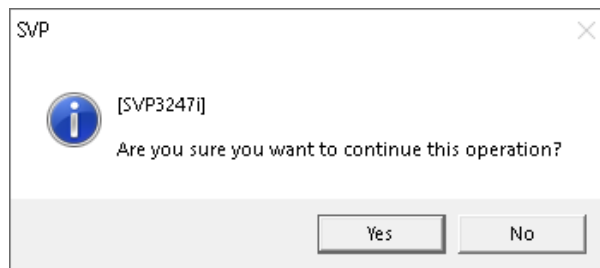 SVP
[SVP3247i]
Are you sure you want to continue this operation?
Yes
No